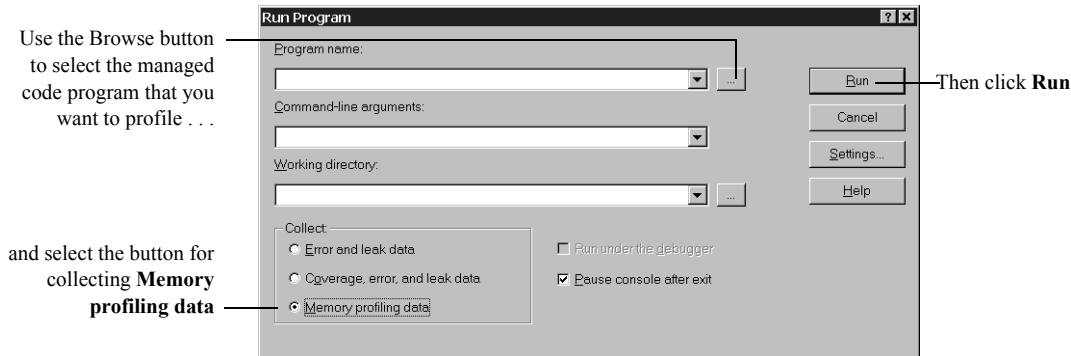 Run Program
Use the Browse button
to select the managed
code program that you
want to profile . . .
Program name:
...
Run
Then click Run
Command-line arguments:
Cancel
Settings...
Working directory:
...
Help
and select the button for
collecting Memory
profiling data
Collect
Error and leak data
Coverage, error, and leak data
Memory profiling data
Run under the debugger
Pause console after exit